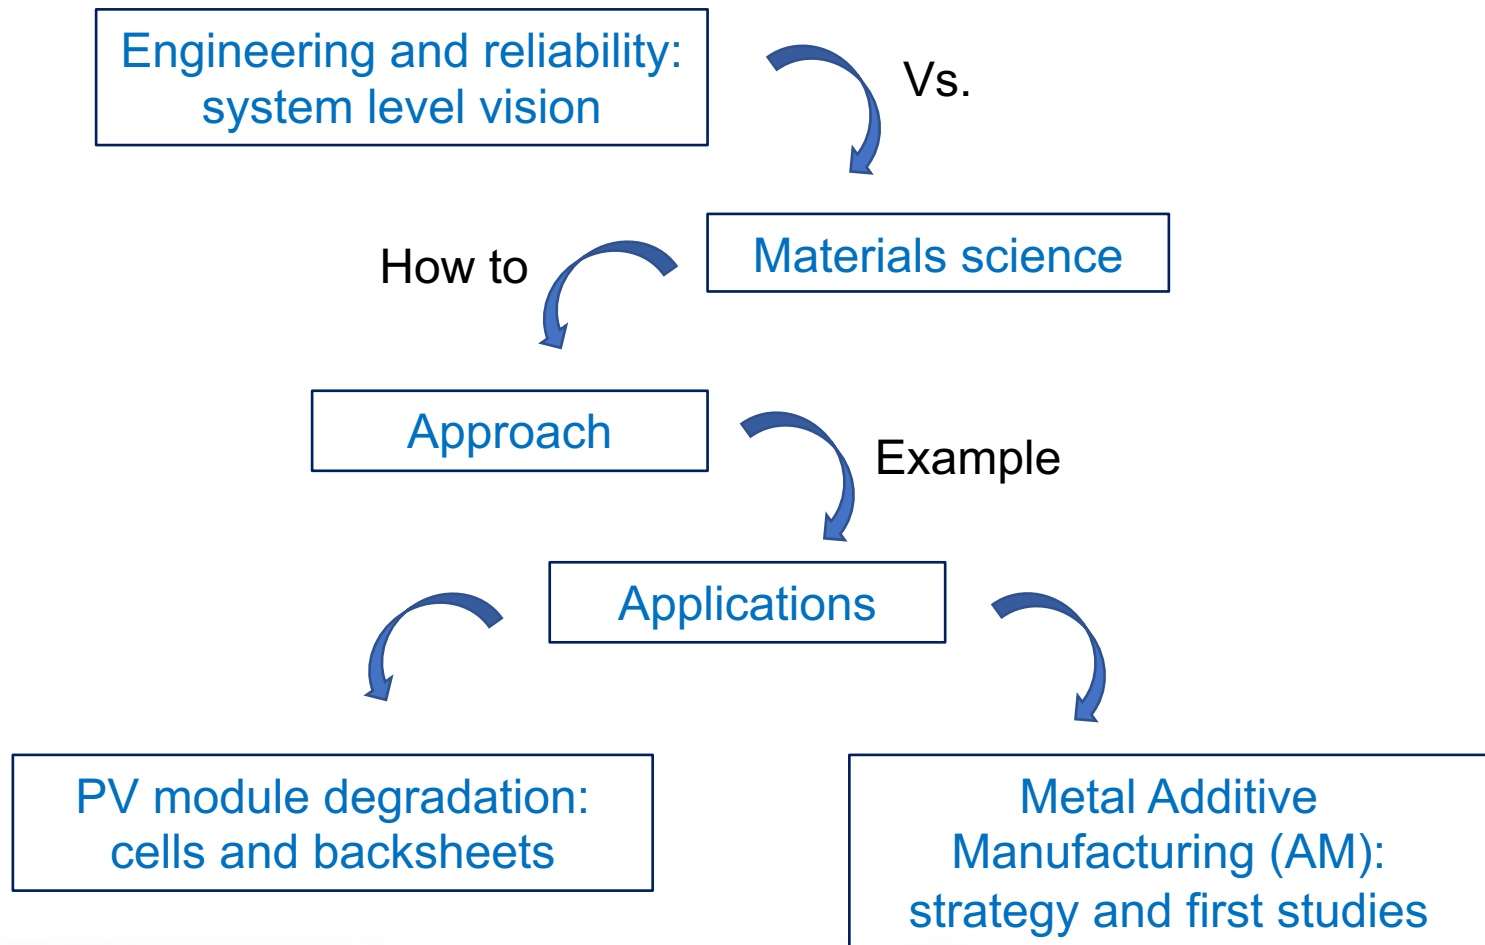 Engineering and reliability:
system level vision
Vs.
Materials science
How to
Approach
Example
Applications
PV module degradation:
cells and backsheets
Metal Additive
Manufacturing (AM):
strategy and first studies